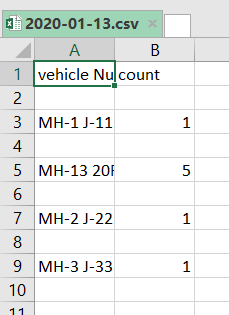 2020-01-13.csv
A B
1 vehicle Nu count
2
3 MH-1 J-11 1
4
5 MH-13 20 5
6
7 MH-2 J-22 1
8
9 MH-3 J-33 1
10
11